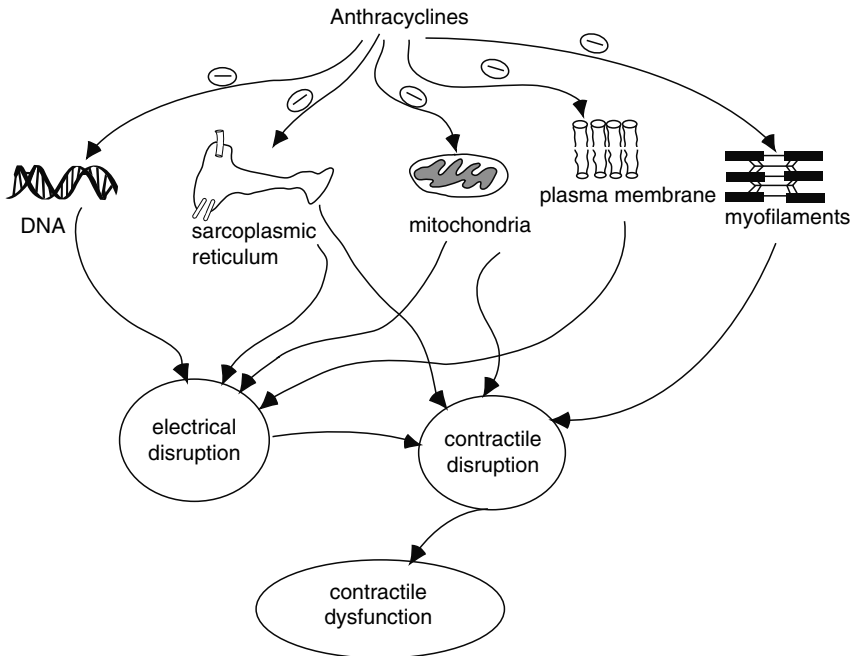 Anthracyclines
DNA
sarcoplasmic
reticulum
mitochondria
plasma membrane
myofilaments
electrical
disruption
contractile
disruption
contractile
dysfunction